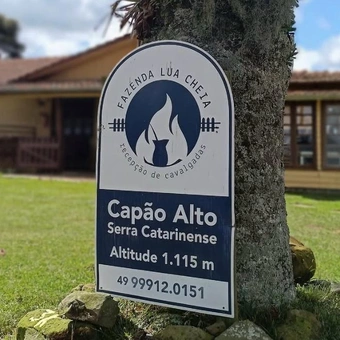 FAZENDA LUA CHEIA
recepção de cavalgadas
Capão Alto
Serra Catarinense
Altitude 1.115 m
49 99912.0151